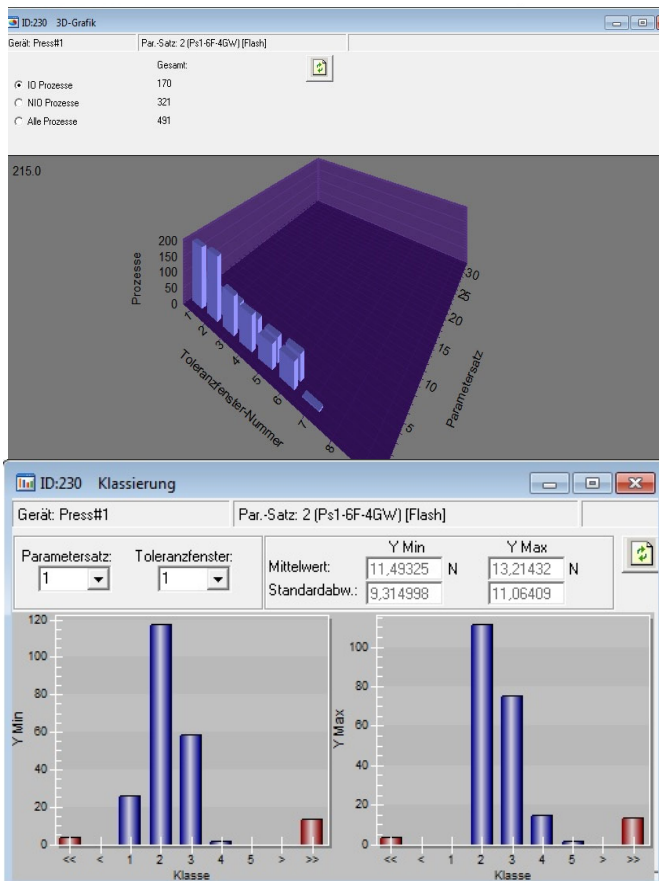 ID:230 3D-Grafik
Gerät: Press#1 Par.-Satz: 2 (Ps1-6F-4GW) [Flash]
Gesamt:
IO Prozesse 170
NIO Prozesse 321
Alle Prozesse 491
215.0
200
150
100
50
0
Prozesse
1
2
3
4
5
6
7
8
Toleranzfenster-Nummer
30
25
20
15
10
5
Parametersatz
ID:230 Klassierung
Gerät: Press#1 Par.-Satz: 2 (Ps1-6F-4GW) [Flash]
Parametersatz: Toleranzfenster:
1 1
Y Min Y Max
Mittelwert: 11,49325 N 13,21432 N
Standardabw.: 9,314998 11,06409
120
100
80
60
40
20
0
Y Min
<< < 1 2 3 4 5 > >>
Klasse
100
80
60
40
20
0
Y Max
<< < 1 2 3 4 5 > >>
Klasse